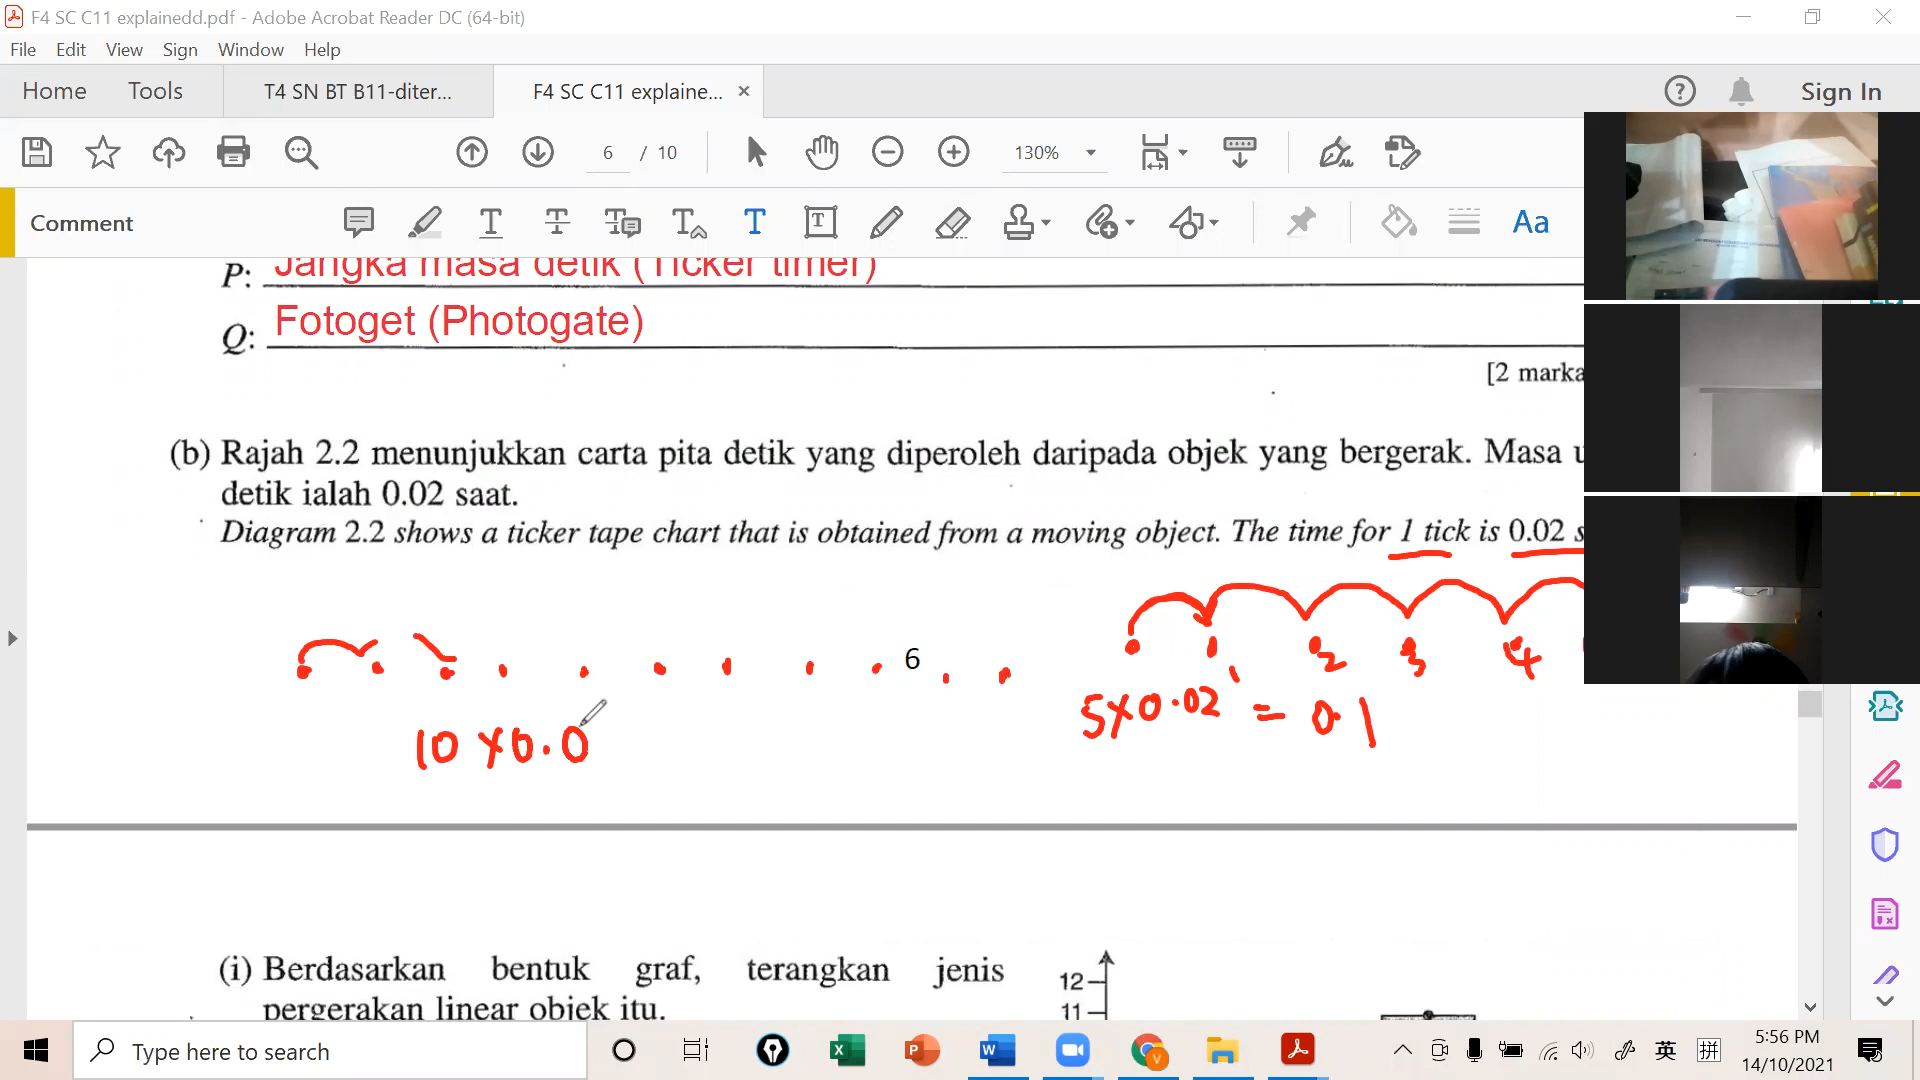 F4 SC C11 explainedd.pdf - Adobe Acrobat Reader DC (64-bit)
File Edit View Sign Window Help
Home Tools T4 SN BT B11-diter... F4 SC C11 explaine... × Sign In
6 / 10 130%
Comment Aa
P: Jangka masa detik (Ticker timer)
Q: Fotoget (Photogate)
[2 marka
(b) Rajah 2.2 menunjukkan carta pita detik yang diperoleh daripada objek yang bergerak. Masa u
detik ialah 0.02 saat.
Diagram 2.2 shows a ticker tape chart that is obtained from a moving object. The time for 1 tick is 0.02 s
1 2 3 4
6
5×0.02 = 0.1
10 ×0.0
(i) Berdasarkan bentuk graf, terangkan jenis
pergerakan linear objek itu.
12
11
Type here to search
英 拼
5:56 PM
14/10/2021